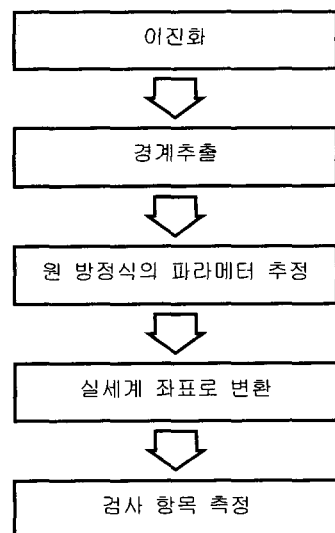 이진화
경계추출
원 방정식의 파라메터 추정
실세계 좌표로 변환
검사 항목 측정